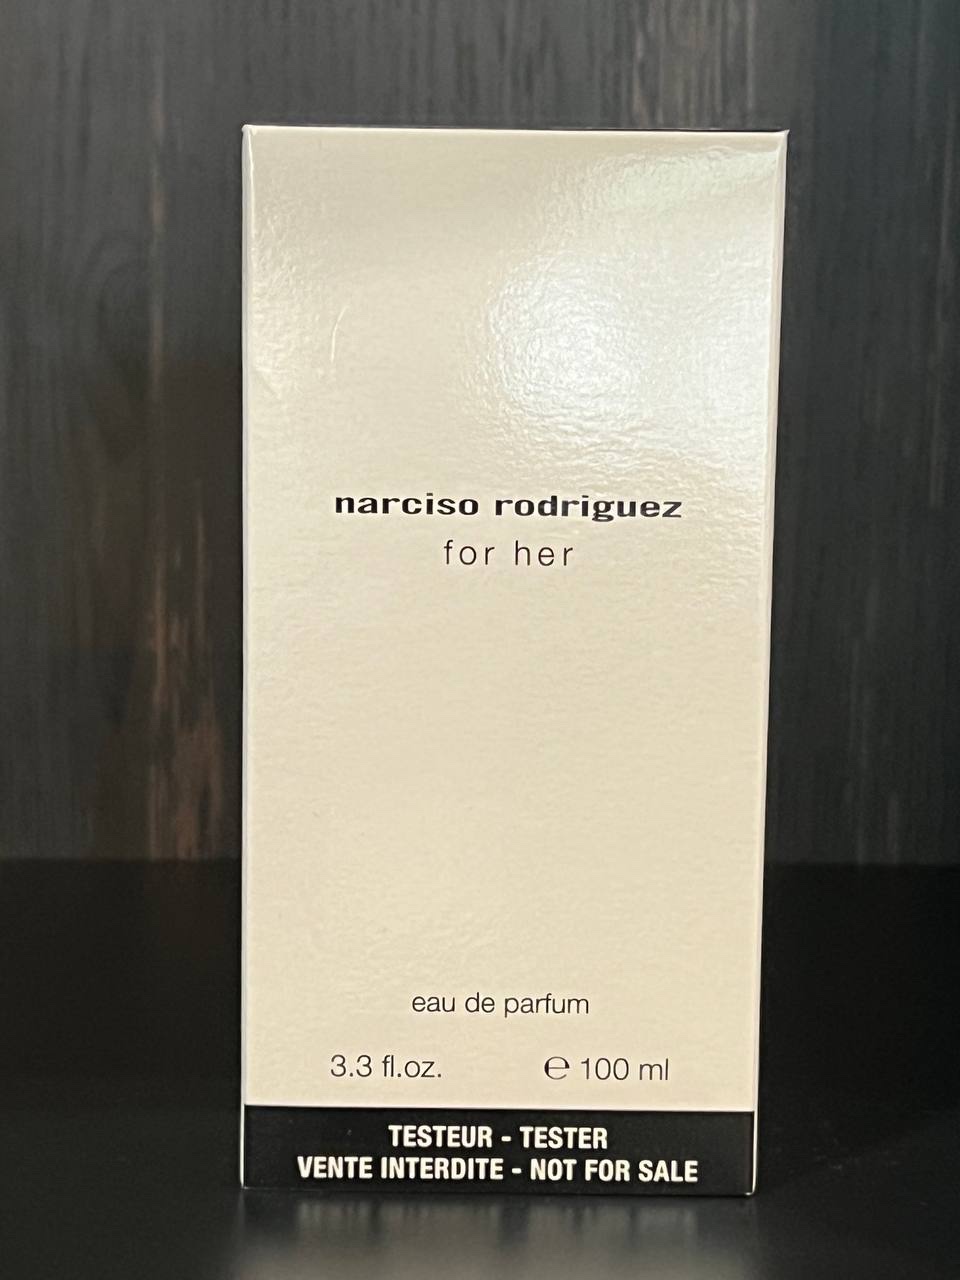 narciso rodriguez
for her
eau de parfum
3.3 fl.oz. ℮ 100 ml
TESTEUR - TESTER
VENTE INTERDITE - NOT FOR SALE